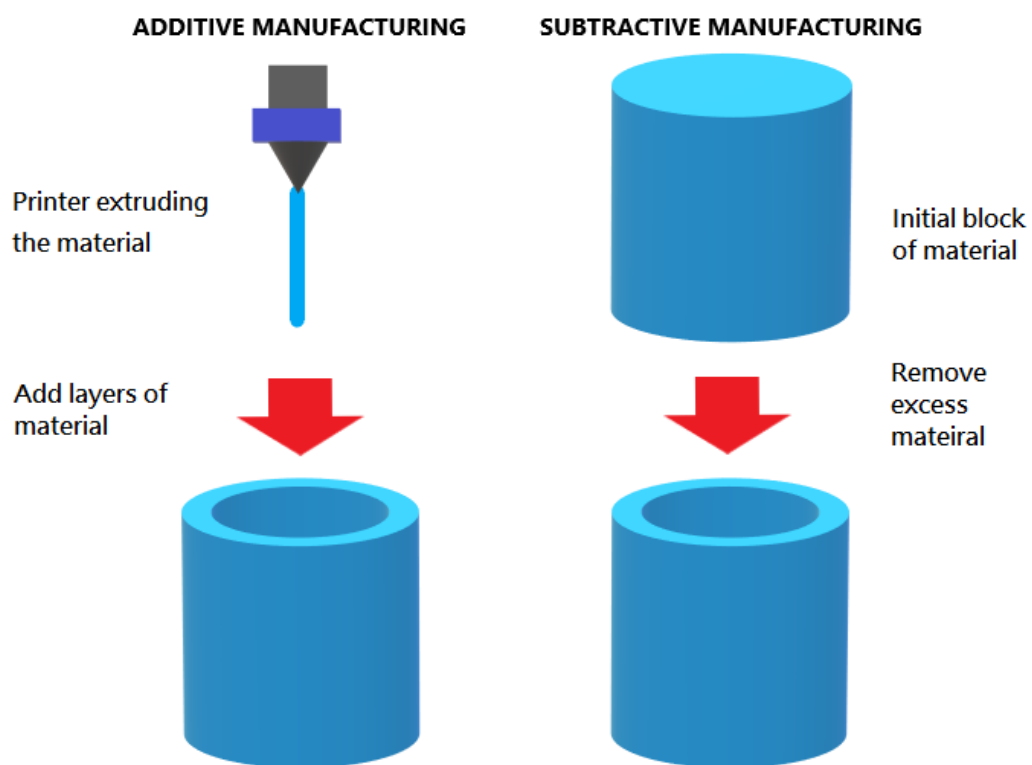 ADDITIVE MANUFACTURING
Printer extruding
the material
Add layers of
material
SUBTRACTIVE MANUFACTURING
Initial block
of material
Remove
excess
mateiral